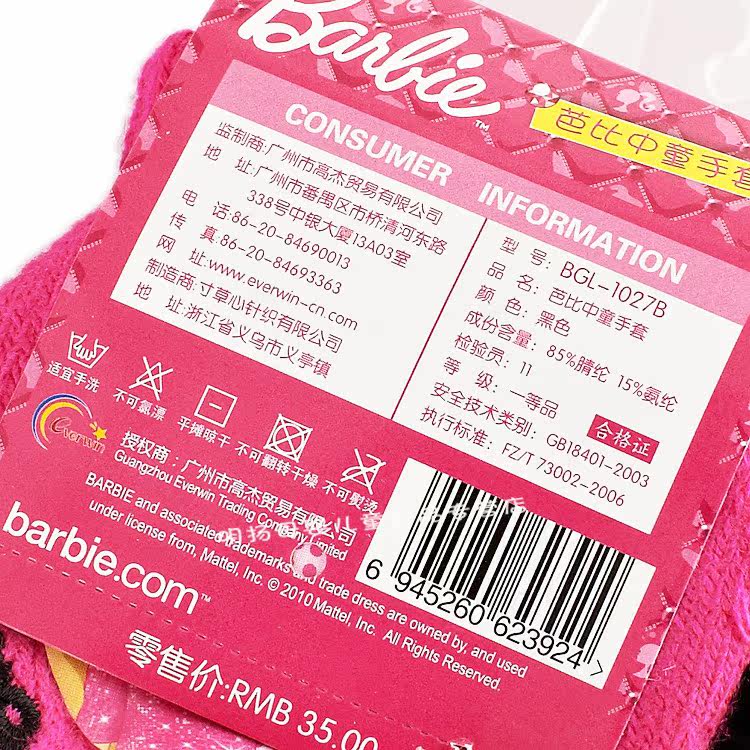 Barbie™
芭比中童手套
CONSUMER INFORMATION
监制商:广州市高杰贸易有限公司
地 址:广州市番禺区市桥清河东路
338号中银大厦13A03室
电 话:86-20-84690013
传 真:86-20-84693363
网 址:www.everwin-cn.com
制造商:寸草心针织有限公司
地 址:浙江省义乌市义亭镇
型 号: BGL-1027B
品 名: 芭比中童手套
颜 色: 黑色
成份含量: 85%腈纶 15%氨纶
检验员: 11
等 级: 一等品
安全技术类别: GB18401-2003
执行标准: FZ/T 73002-2006
合格证
适宜手洗
不可氯漂
平摊晾干
不可翻转干燥
不可熨烫
Everwin
授权商:广州市高杰贸易有限公司
Guangzhou Everwin Trading Company Limited
BARBIE and associated trademarks and trade dress are owned by, and used
under license from, Mattel, Inc. © 2010 Mattel, Inc. All Rights Reserved.
barbie.com™
6 945260 623924 >
零售价:RMB 35.00